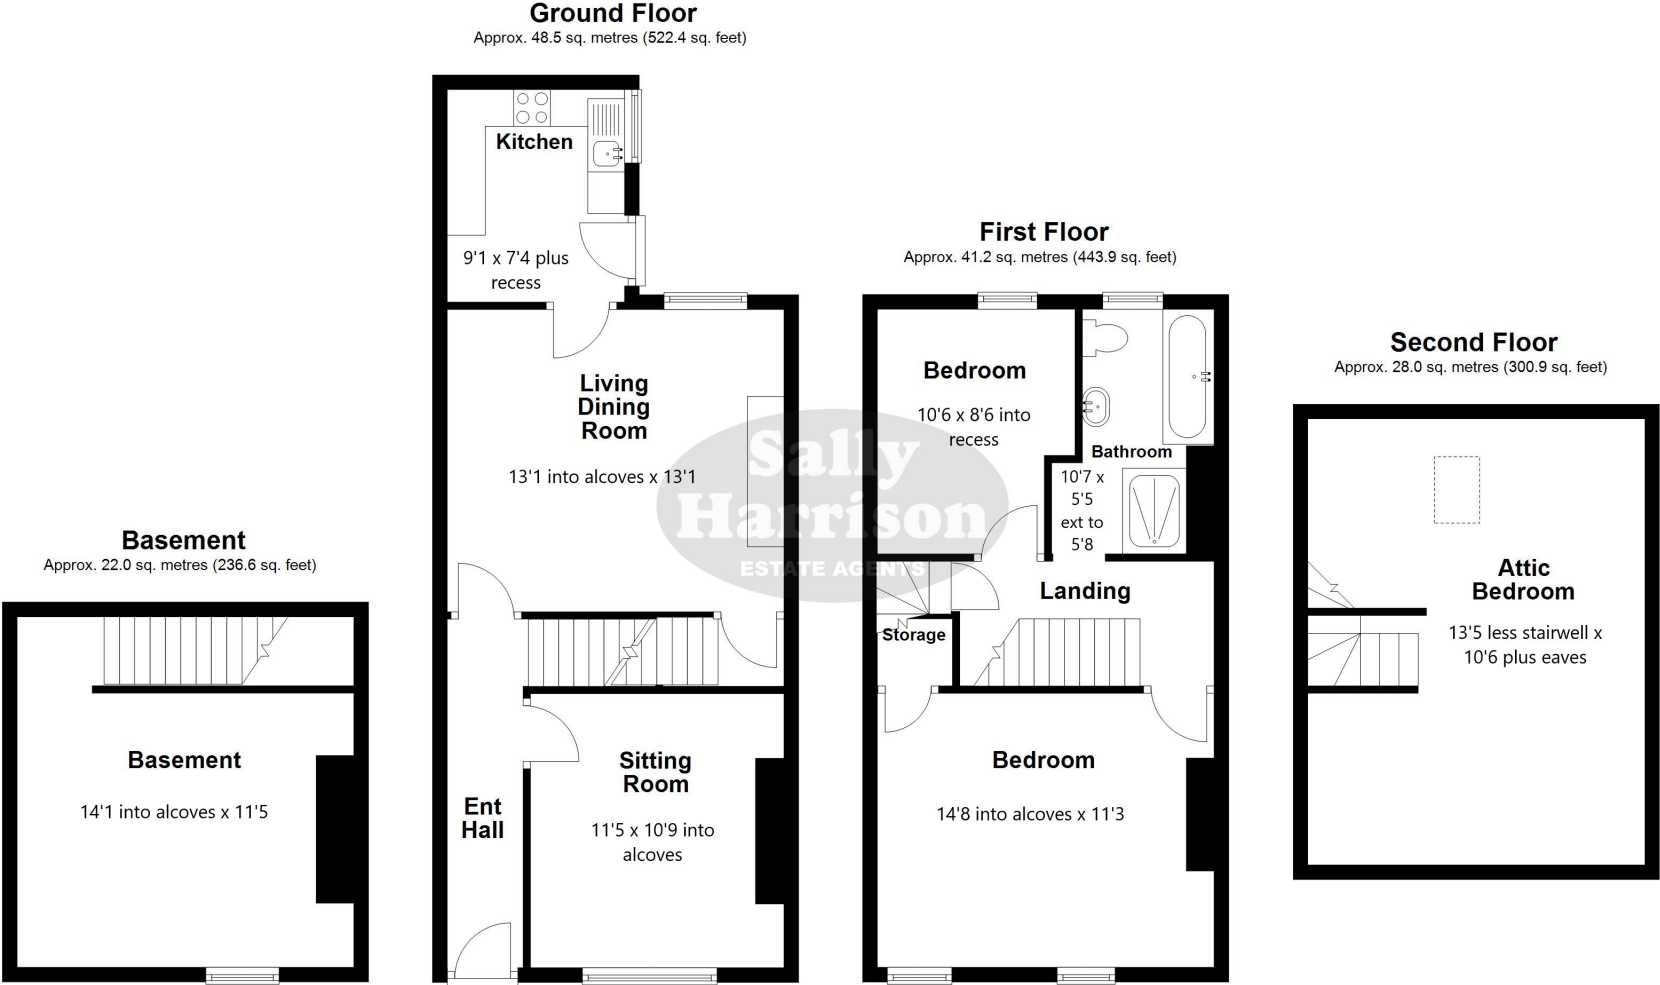 Ground Floor
Approx. 48.5 sq. metres (522.4 sq. feet)
Kitchen
9'1 x 7'4 plus
recess
Living
Dining
Room
13'1 into alcoves x 13'1
Sitting
Room
11'5 x 10'9 into
alcoves
Ent
Hall
Basement
Approx. 22.0 sq. metres (236.6 sq. feet)
Basement
14'1 into alcoves x 11'5
First Floor
Approx. 41.2 sq. metres (443.9 sq. feet)
Bedroom
10'6 x 8'6 into
recess
Bathroom
10'7 x
5'5
ext to
5'8
Landing
Storage
Bedroom
14'8 into alcoves x 11'3
Second Floor
Approx. 28.0 sq. metres (300.9 sq. feet)
Attic
Bedroom
13'5 less stairwell x
10'6 plus eaves
Sally
Harrison
ESTATE AGENTS